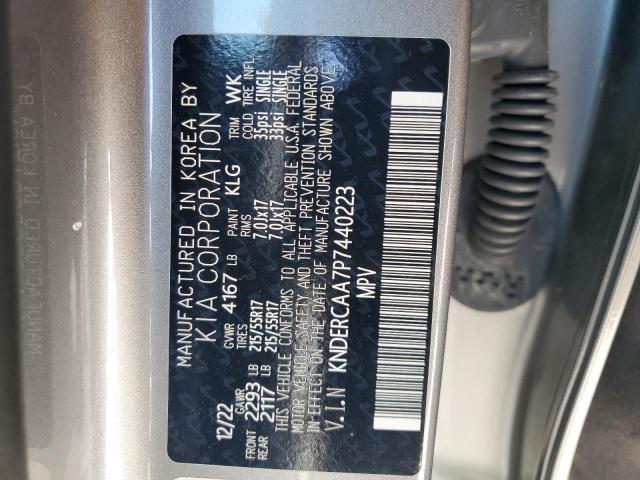 MANUFACTURED IN KOREA BY
KIA CORPORATION
12/22 GVWR 4167 LB PAINT KLG TRIM WK
GAWR TIRES RIMS COLD TIRE INFL
FRONT 2293 LB 215/55R17 7.0Jx17 35psi SINGLE
REAR 2117 LB 215/55R17 7.0Jx17 33psi SINGLE
THIS VEHICLE CONFORMS TO ALL APPLICABLE U.S.A. FEDERAL
MOTOR VEHICLE SAFETY AND THEFT PREVENTION STANDARDS
IN EFFECT ON THE DATE OF MANUFACTURE SHOWN ABOVE.
V.I.N KNDERCAA7P7440223
MPV